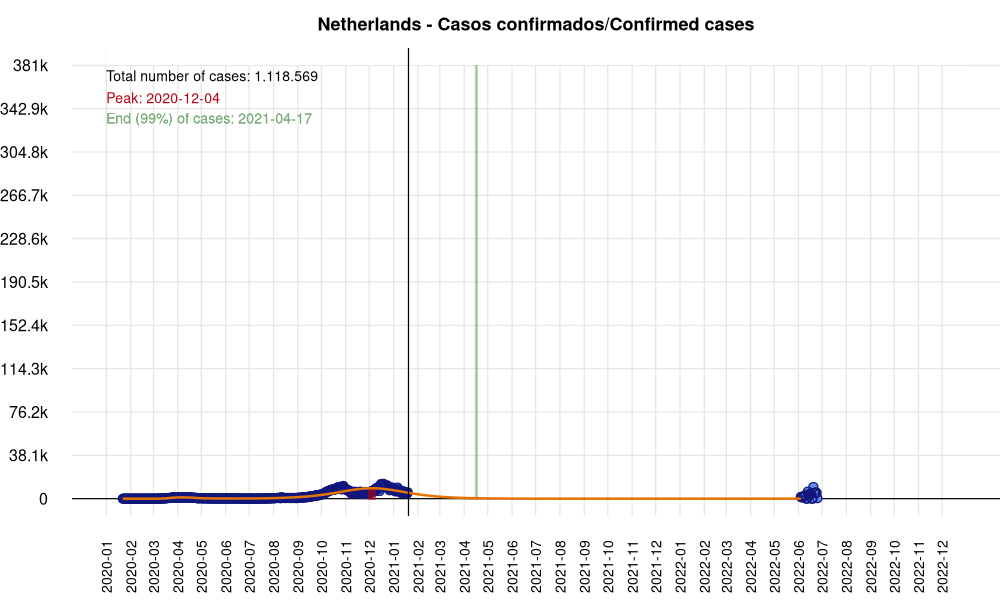 Netherlands - Casos confirmados/Confirmed cases
Total number of cases: 1.118.569
Peak: 2020-12-04
End (99%) of cases: 2021-04-17
381k
342.9k
304.8k
266.7k
228.6k
190.5k
152.4k
114.3k
76.2k
38.1k
0
2020-01
2020-02
2020-03
2020-04
2020-05
2020-06
2020-07
2020-08
2020-09
2020-10
2020-11
2020-12
2021-01
2021-02
2021-03
2021-04
2021-05
2021-06
2021-07
2021-08
2021-09
2021-10
2021-11
2021-12
2022-01
2022-02
2022-03
2022-04
2022-05
2022-06
2022-07
2022-08
2022-09
2022-10
2022-11
2022-12